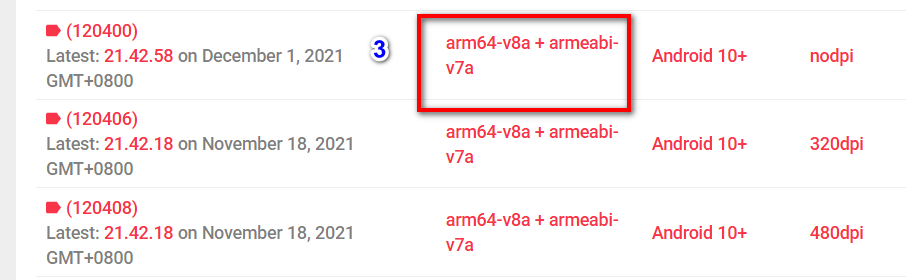 (120400)
Latest: 21.42.58 on December 1, 2021
GMT+0800
3
arm64-v8a + armeabi-
v7a
Android 10+
nodpi
(120406)
Latest: 21.42.18 on November 18, 2021
GMT+0800
arm64-v8a + armeabi-
v7a
Android 10+
320dpi
(120408)
Latest: 21.42.18 on November 18, 2021
GMT+0800
arm64-v8a + armeabi-
v7a
Android 10+
480dpi